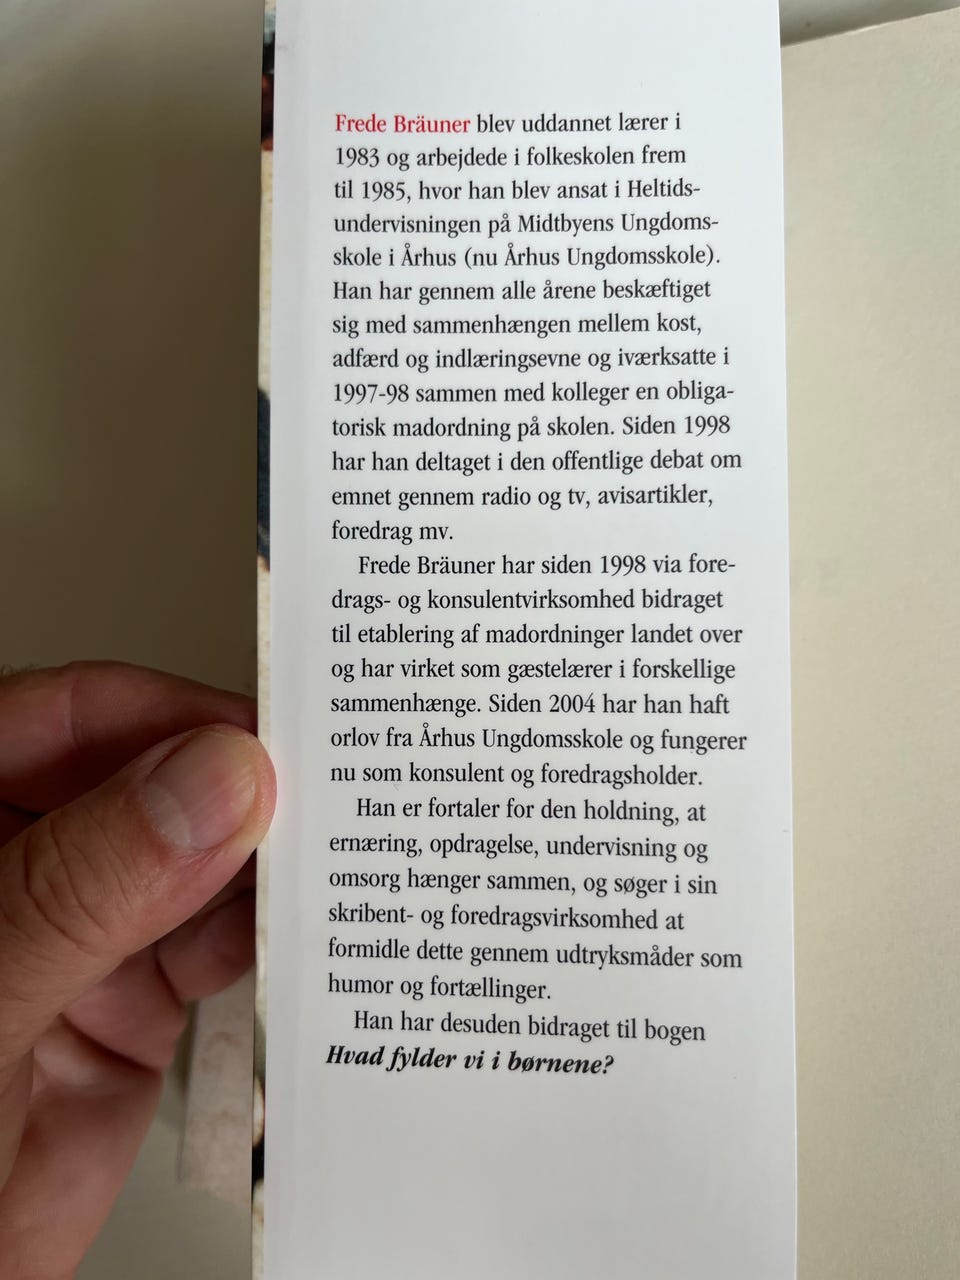 Frede Bräuner blev uddannet lærer i
1983 og arbejdede i folkeskolen frem
til 1985, hvor han blev ansat i Heltids-
undervisningen på Midtbyens Ungdoms-
skole i Århus (nu Århus Ungdomsskole).
Han har gennem alle årene beskæftiget
sig med sammenhængen mellem kost,
adfærd og indlæringsevne og iværksatte i
1997-98 sammen med kolleger en obliga-
torisk madordning på skolen. Siden 1998
har han deltaget i den offentlige debat om
emnet gennem radio og tv, avisartikler,
foredrag mv.
Frede Bräuner har siden 1998 via fore-
drags- og konsulentvirksomhed bidraget
til etablering af madordninger landet over
og har virket som gæstelærer i forskellige
sammenhænge. Siden 2004 har han haft
orlov fra Århus Ungdomsskole og fungerer
nu som konsulent og foredragsholder.
Han er fortaler for den holdning, at
ernæring, opdragelse, undervisning og
omsorg hænger sammen, og søger i sin
skribent- og foredragsvirksomhed at
formidle dette gennem udtryksmåder som
humor og fortællinger.
Han har desuden bidraget til bogen
Hvad fylder vi i børnene?